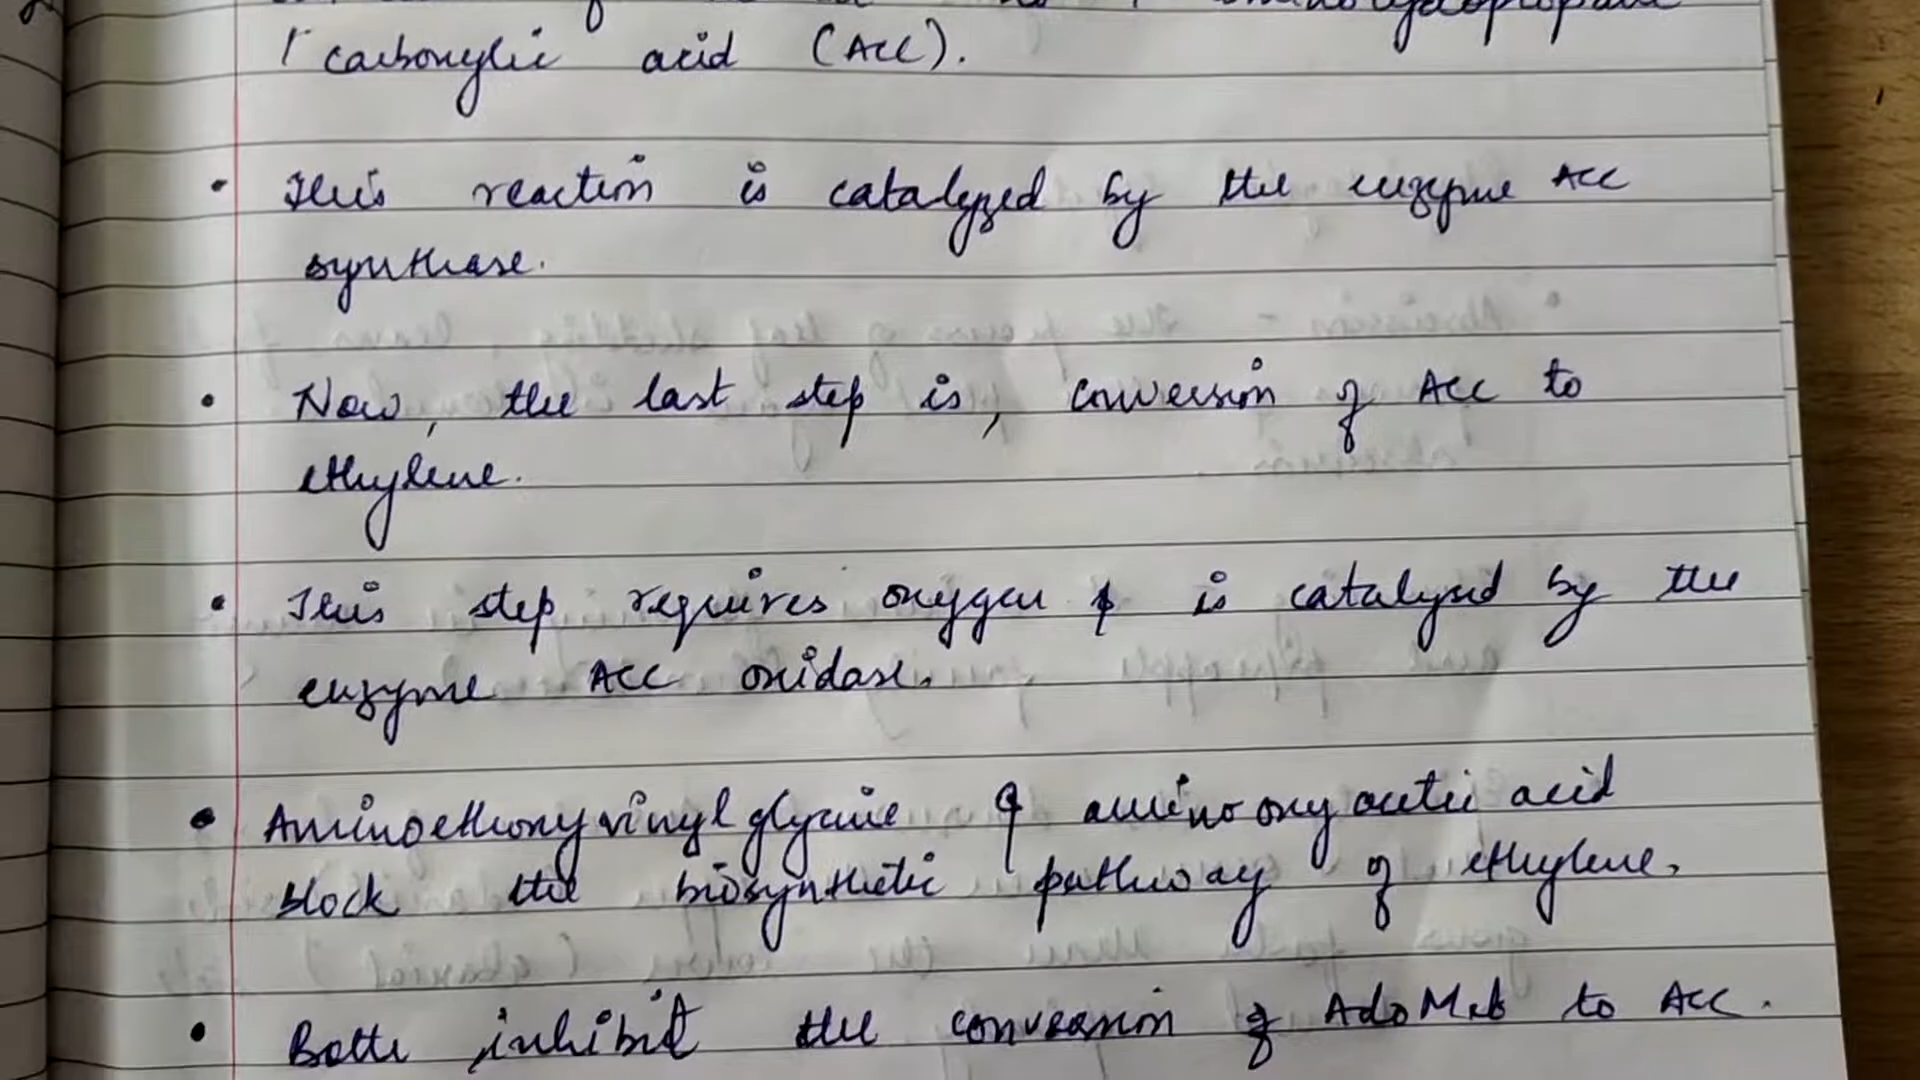 1 carboxylic acid (ACC).
• This reaction is catalyzed by the enzyme ACC
synthase.
• Now, the last step is, conversion of ACC to
ethylene.
• This step requires oxygen & is catalysed by the
enzyme ACC oxidase.
• Aminoethoxyvinylglycine & aminooxyacetic acid
block the biosynthetic pathway of ethylene.
• Both inhibit the conversion of AdoMet to ACC.